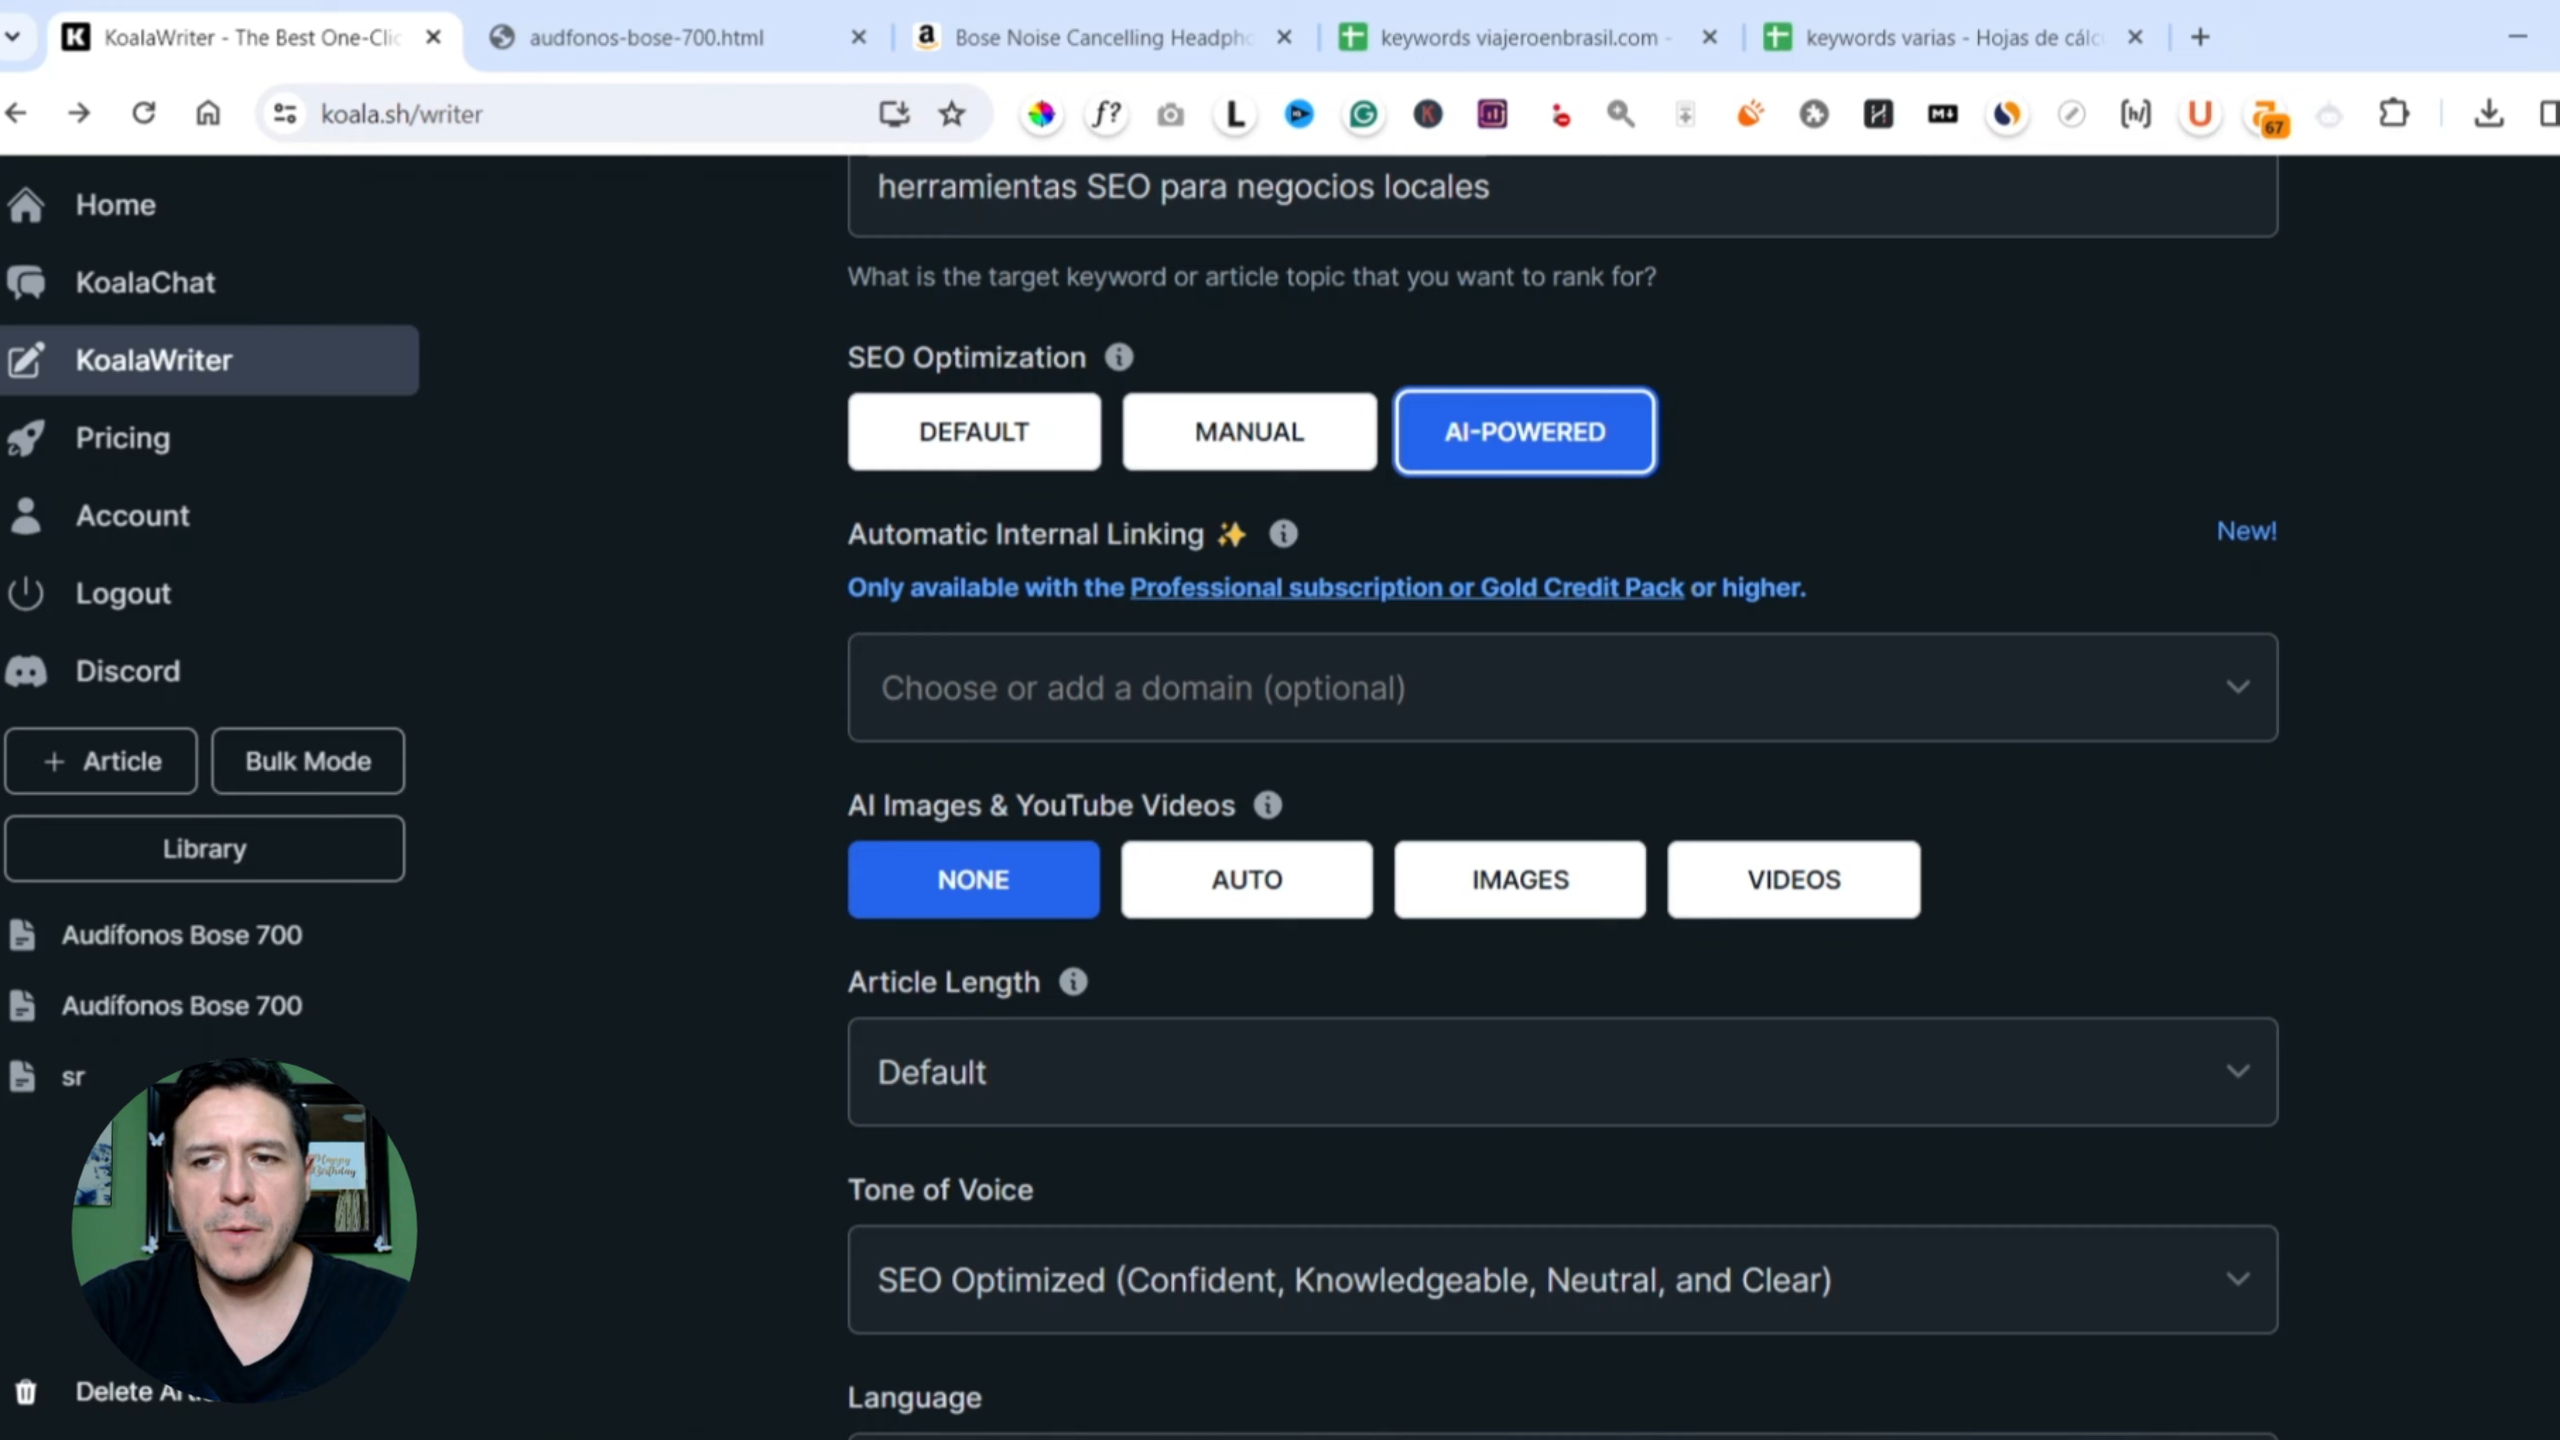 KoalaWriter - The Best One-Clic
audfonos-bose-700.html
Bose Noise Cancelling Headpho
keywords viajeroenbrasil.com -
keywords varias - Hojas de cálc
koala.sh/writer
67
Home
KoalaChat
KoalaWriter
Pricing
Account
Logout
Discord
+ Article
Bulk Mode
Library
Audífonos Bose 700
Audífonos Bose 700
sr
Happy
Birthday
Delete
herramientas SEO para negocios locales
What is the target keyword or article topic that you want to rank for?
SEO Optimization
DEFAULT
MANUAL
AI-POWERED
Automatic Internal Linking
New!
Only available with the Professional subscription or Gold Credit Pack or higher.
Choose or add a domain (optional)
AI Images & YouTube Videos
NONE
AUTO
IMAGES
VIDEOS
Article Length
Default
Tone of Voice
SEO Optimized (Confident, Knowledgeable, Neutral, and Clear)
Language